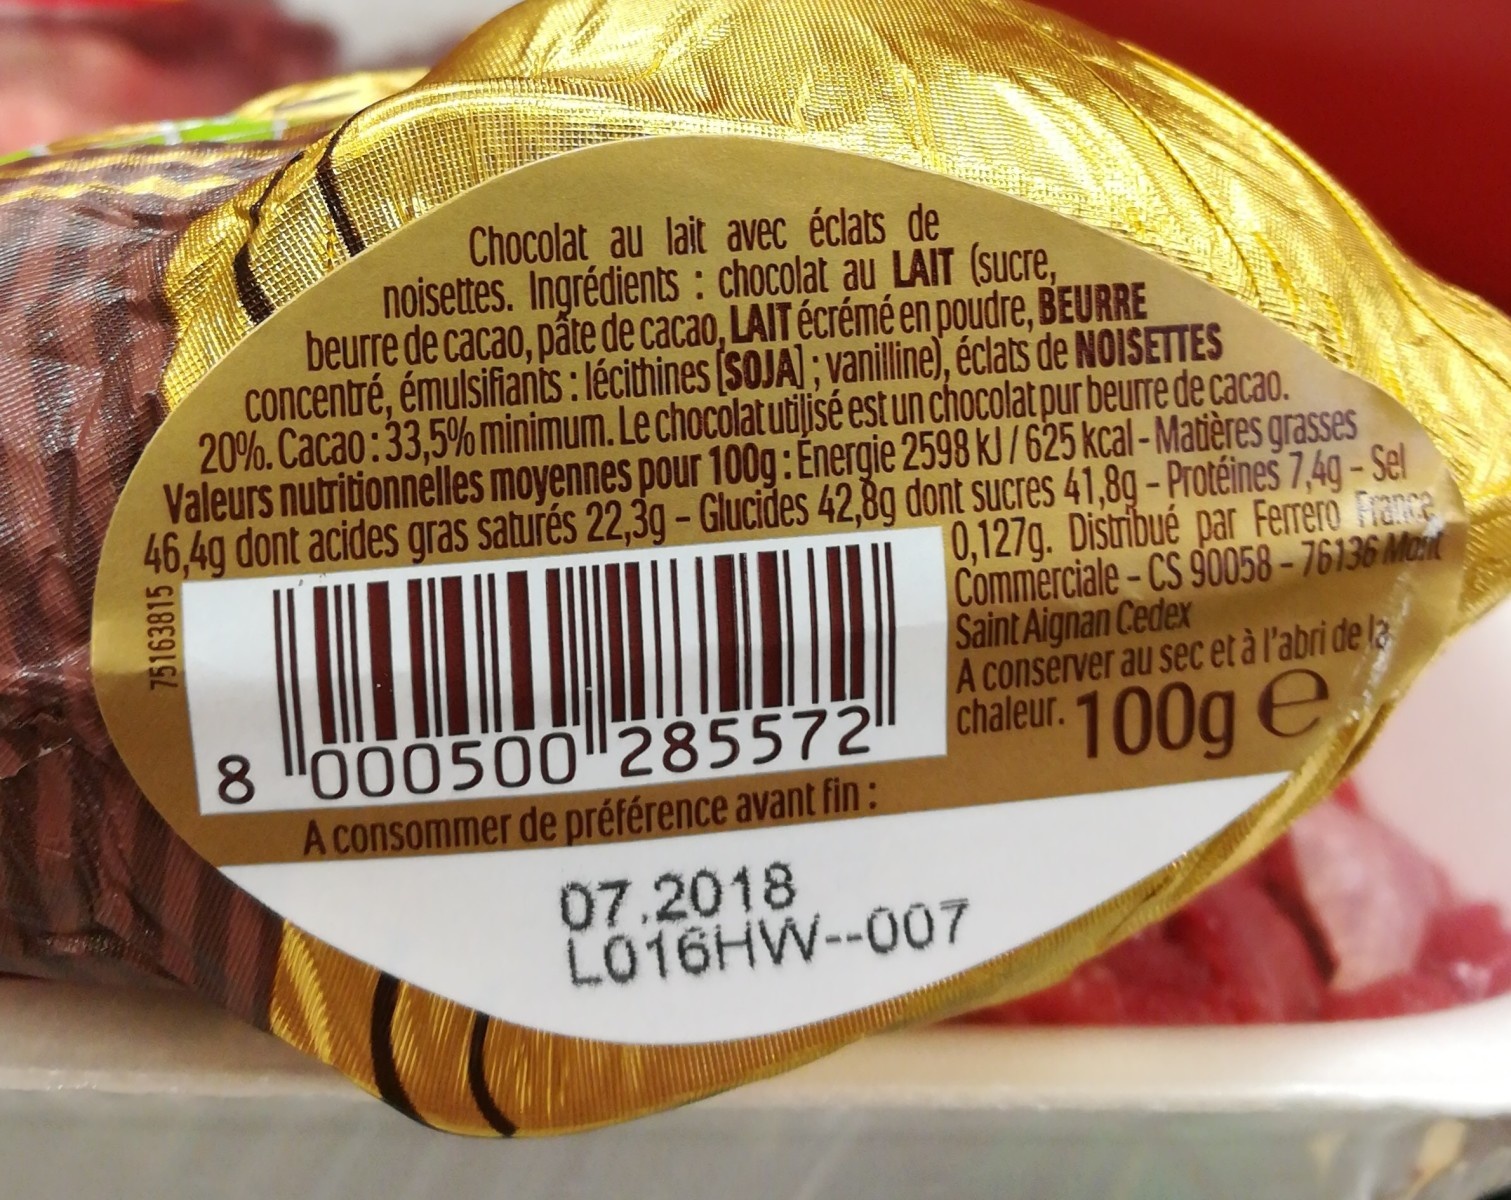 Chocolat au lait avec éclats de
noisettes. Ingrédients : chocolat au LAIT (sucre,
beurre de cacao, pâte de cacao, LAIT écrémé en poudre, BEURRE
concentré, émulsifiants : lécithines [SOJA] ; vanilline), éclats de NOISETTES
20%. Cacao : 33,5% minimum. Le chocolat utilisé est un chocolat pur beurre de cacao.
Valeurs nutritionnelles moyennes pour 100g : Énergie 2598 kJ / 625 kcal - Matières grasses
46,4g dont acides gras saturés 22,3g - Glucides 42,8g dont sucres 41,8g - Protéines 7,4g - Sel
0,127g. Distribué par Ferrero France
Commerciale - CS 90058 - 76136 Mont
Saint Aignan Cedex
A conserver au sec et à l'abri de la
chaleur. 100g e
75163815
8 000500 285572
A consommer de préférence avant fin :
07.2018
L016HW--007